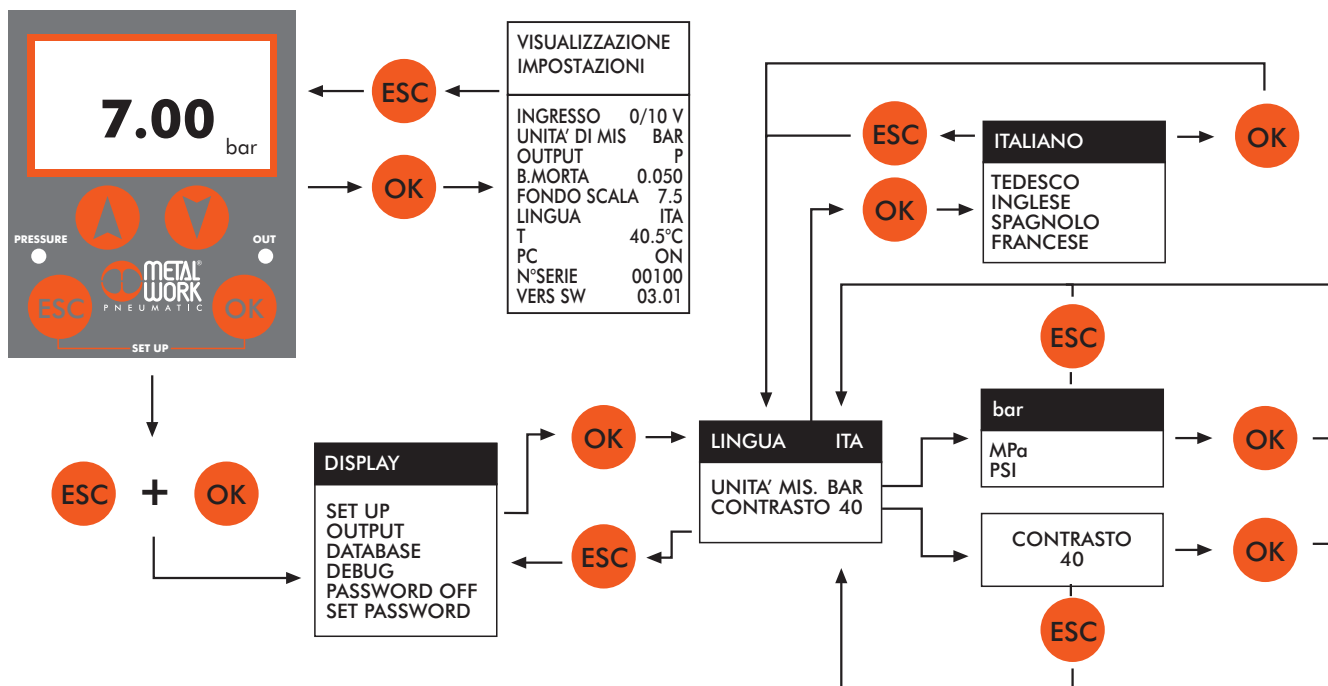 7.00
bar
PRESSURE
OUT
METAL®
WORK
PNEUMATIC
ESC
OK
SET UP
ESC
OK
VISUALIZZAZIONE
IMPOSTAZIONI
INGRESSO 0/10 V
UNITA' DI MIS BAR
OUTPUT P
B.MORTA 0.050
FONDO SCALA 7.5
LINGUA ITA
T 40.5°C
PC ON
N°SERIE 00100
VERS SW 03.01
ESC
OK
ITALIANO
TEDESCO
INGLESE
SPAGNOLO
FRANCESE
OK
ESC + OK
DISPLAY
SET UP
OUTPUT
DATABASE
DEBUG
PASSWORD OFF
SET PASSWORD
OK
ESC
LINGUA ITA
UNITA' MIS. BAR
CONTRASTO 40
ESC
bar
MPa
PSI
OK
CONTRASTO
40
OK
ESC